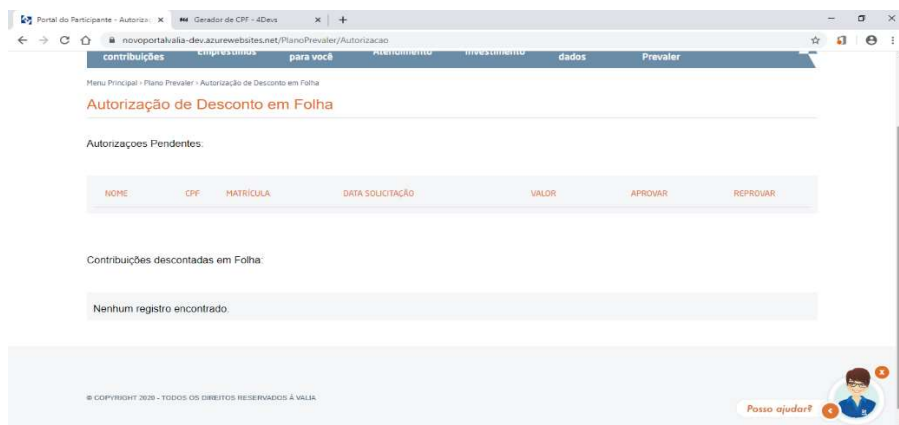 Portal do Participante - Autoriza
Gerador de CPF - 4Devs
novoportalvalia-dev.azurewebsites.net/PlanoPrevaler/Autorizacao
contribuições empréstimos para você Atendimento Investimento dados Prevaler
Menu Principal › Plano Prevaler › Autorização de Desconto em Folha
Autorização de Desconto em Folha
Autorizaçoes Pendentes:
NOME CPF MATRÍCULA DATA SOLICITAÇÃO VALOR APROVAR REPROVAR
Contribuições descontadas em Folha:
Nenhum registro encontrado.
© COPYRIGHT 2020 - TODOS OS DIREITOS RESERVADOS À VALIA
Posso ajudar?